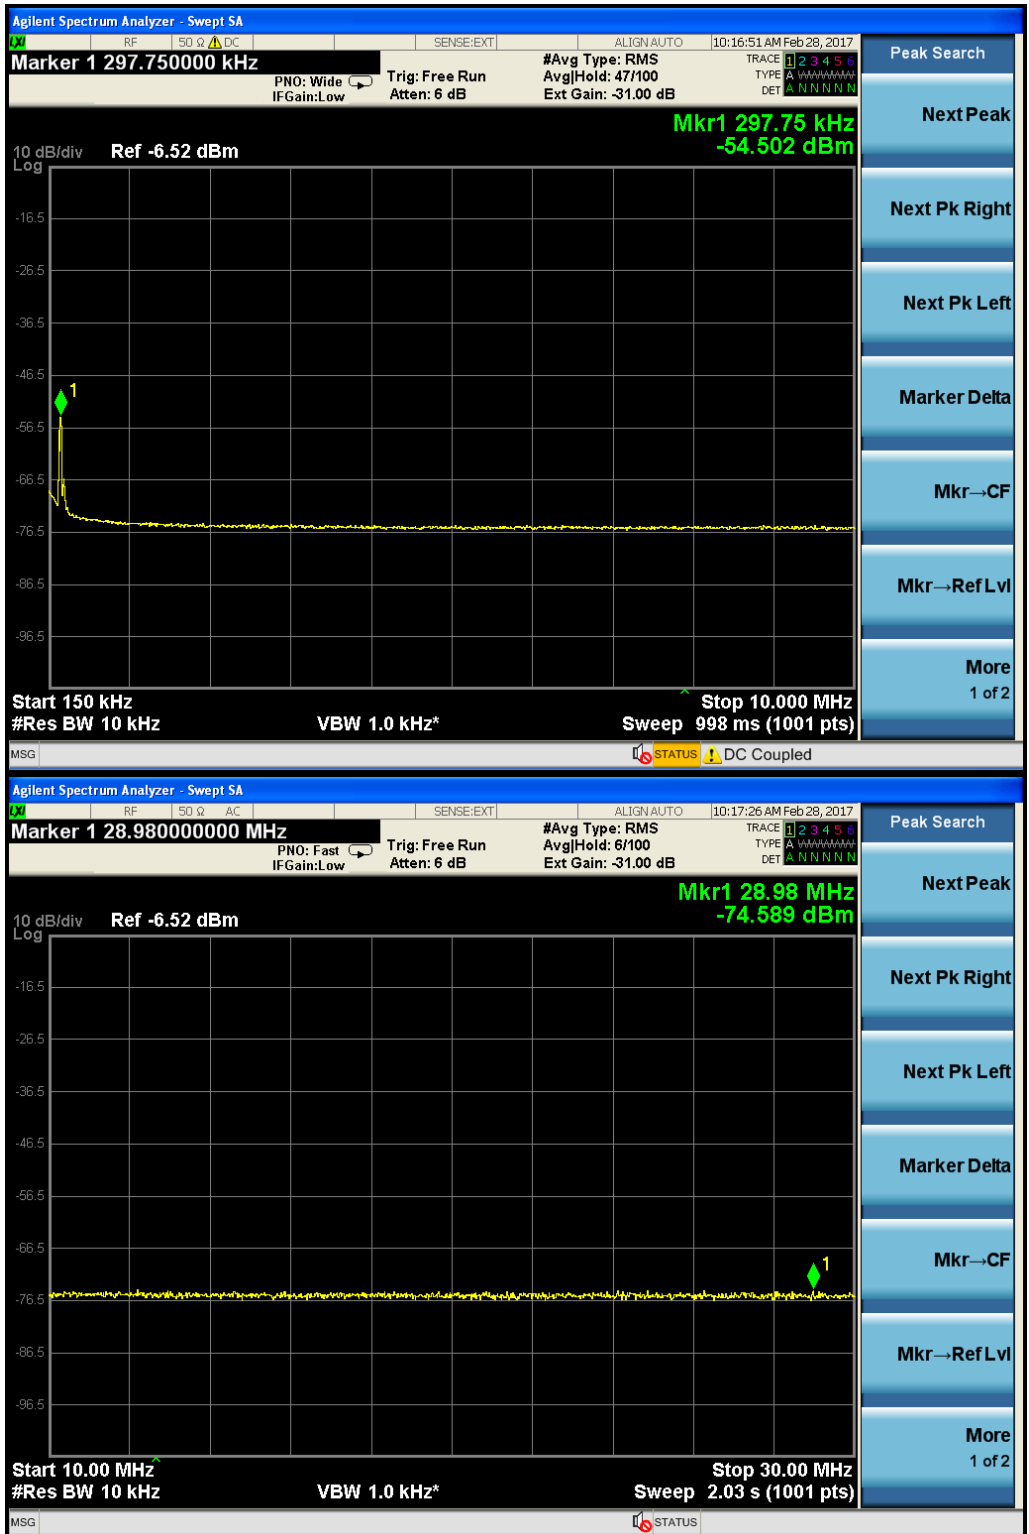 Agilent Spectrum Analyzer - Swept SA
LXI RF 50 Ω DC SENSE:EXT ALIGN AUTO 10:16:51 AM Feb 28, 2017
Marker 1 297.750000 kHz
PNO: Wide
IFGain:Low
Trig: Free Run
Atten: 6 dB
#Avg Type: RMS
Avg|Hold: 47/100
Ext Gain: -31.00 dB
TRACE 1 2 3 4 5 6
TYPE A WWWWW
DET A N N N N N
Peak Search
Mkr1 297.75 kHz
-54.502 dBm
10 dB/div Ref -6.52 dBm
Log
-16.5
-26.5
-36.5
-46.5
-56.5
-66.5
-76.5
-86.5
-96.5
1
Next Peak
Next Pk Right
Next Pk Left
Marker Delta
Mkr→CF
Mkr→Ref Lvl
More
1 of 2
Start 150 kHz Stop 10.000 MHz
#Res BW 10 kHz VBW 1.0 kHz* Sweep 998 ms (1001 pts)
MSG STATUS DC Coupled
Agilent Spectrum Analyzer - Swept SA
LXI RF 50 Ω AC SENSE:EXT ALIGN AUTO 10:17:26 AM Feb 28, 2017
Marker 1 28.980000000 MHz
PNO: Fast
IFGain:Low
Trig: Free Run
Atten: 6 dB
#Avg Type: RMS
Avg|Hold: 6/100
Ext Gain: -31.00 dB
TRACE 1 2 3 4 5 6
TYPE A WWWWW
DET A N N N N N
Peak Search
Mkr1 28.98 MHz
-74.589 dBm
10 dB/div Ref -6.52 dBm
Log
-16.5
-26.5
-36.5
-46.5
-56.5
-66.5
-76.5
-86.5
-96.5
1
Next Peak
Next Pk Right
Next Pk Left
Marker Delta
Mkr→CF
Mkr→Ref Lvl
More
1 of 2
Start 10.00 MHz Stop 30.00 MHz
#Res BW 10 kHz VBW 1.0 kHz* Sweep 2.03 s (1001 pts)
MSG STATUS